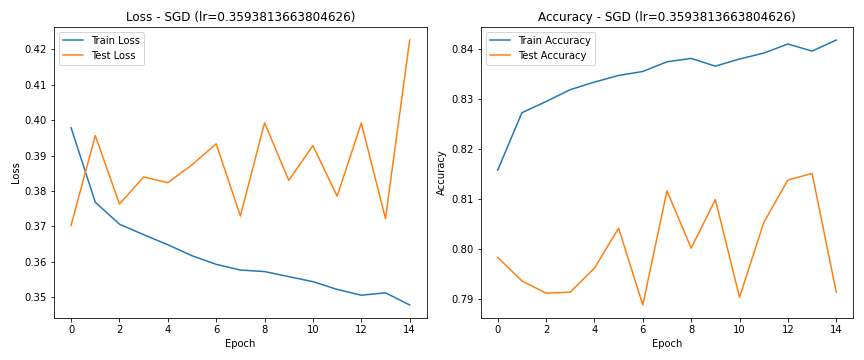 Loss - SGD (lr=0.3593813663804626)
Train Loss
Test Loss
0.42
0.41
0.40
0.39
0.38
0.37
0.36
0.35
Loss
0 2 4 6 8 10 12 14
Epoch
Accuracy - SGD (lr=0.3593813663804626)
Train Accuracy
Test Accuracy
0.84
0.83
0.82
0.81
0.80
0.79
Accuracy
0 2 4 6 8 10 12 14
Epoch